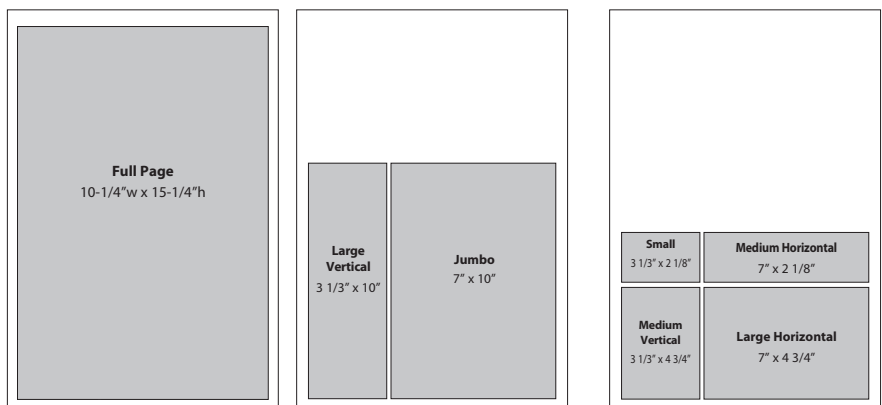 Full Page
10-1/4”w x 15-1/4”h
Large
Vertical
3 1/3” x 10”
Jumbo
7” x 10”
Small
3 1/3” x 2 1/8”
Medium Horizontal
7” x 2 1/8”
Medium
Vertical
3 1/3” x 4 3/4”
Large Horizontal
7” x 4 3/4”